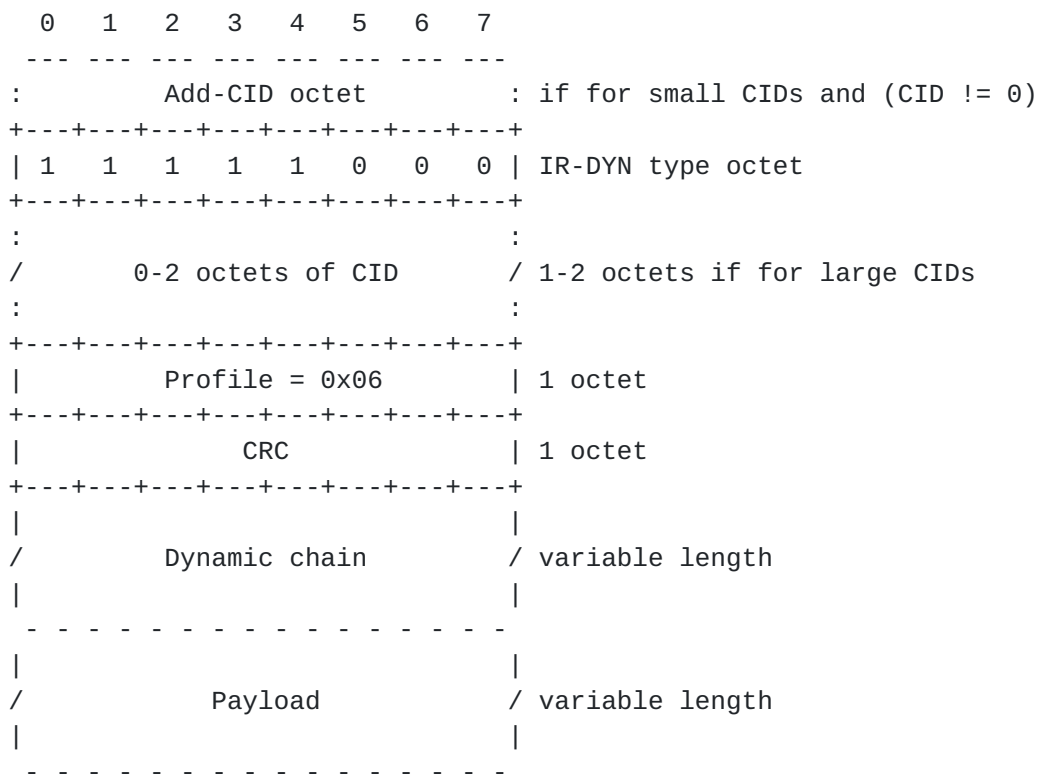 0   1   2   3   4   5   6   7
 --- --- --- --- --- --- --- ---
:         Add-CID octet         : if for small CIDs and (CID != 0)
+---+---+---+---+---+---+---+---+
| 1   1   1   1   1   0   0   0 | IR-DYN type octet
+---+---+---+---+---+---+---+---+
:                               :
/       0-2 octets of CID       / 1-2 octets if for large CIDs
:                               :
+---+---+---+---+---+---+---+---+
|         Profile = 0x06        | 1 octet
+---+---+---+---+---+---+---+---+
|              CRC              | 1 octet
+---+---+---+---+---+---+---+---+
|                               |
/         Dynamic chain         / variable length
|                               |
 - - - - - - - - - - - - - - - -
|                               |
/            Payload            / variable length
|                               |
 - - - - - - - - - - - - - - - -